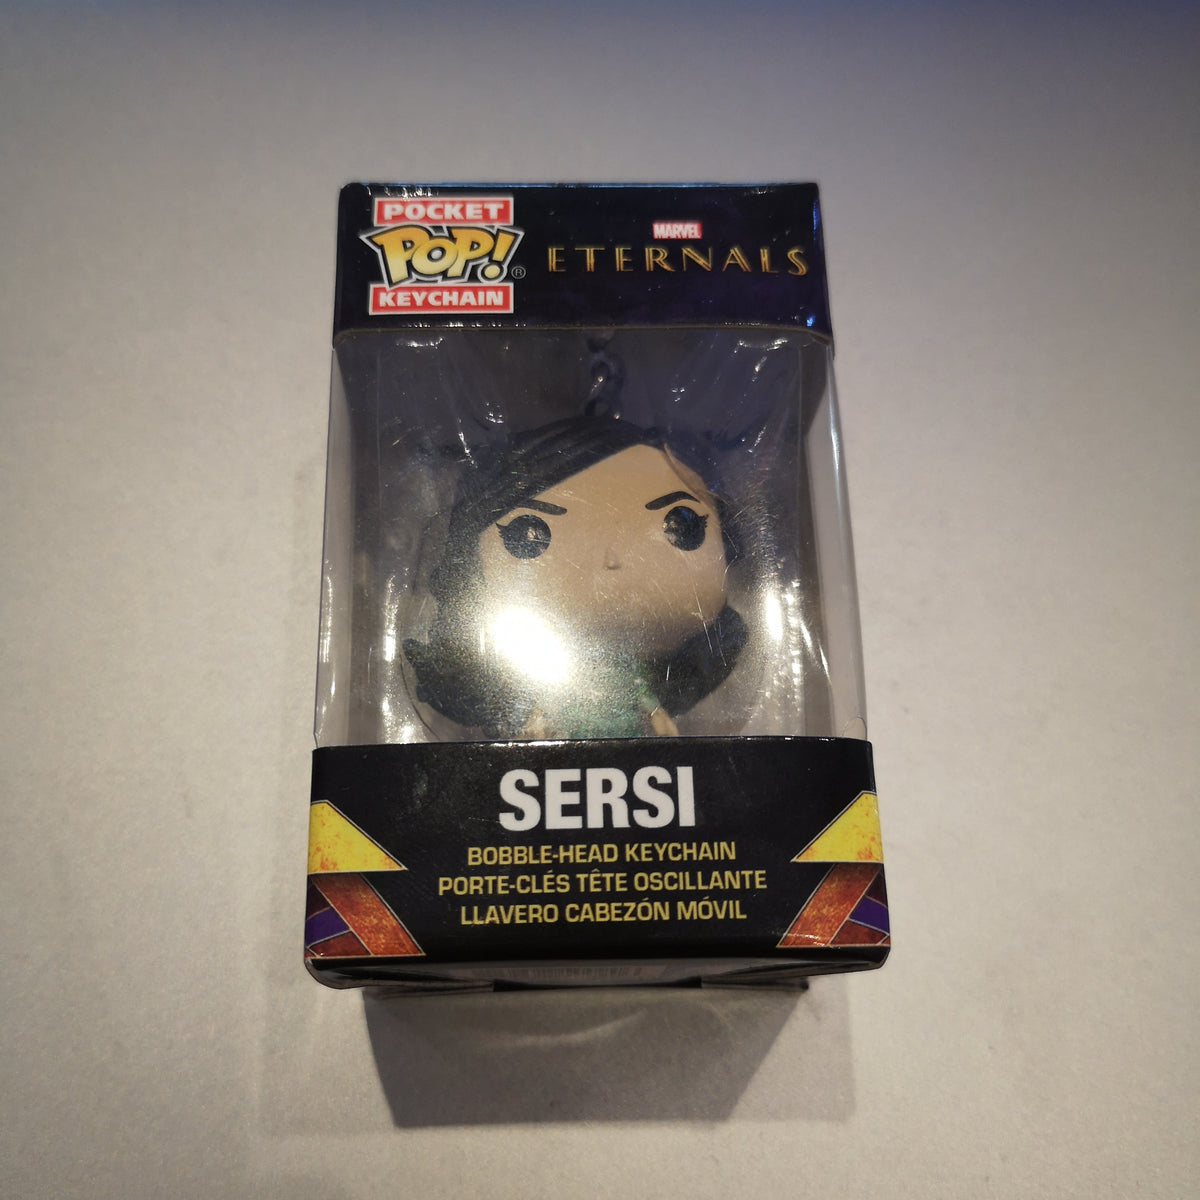 POCKET
POP! ®
KEYCHAIN
MARVEL
ETERNALS
SERSI
BOBBLE-HEAD KEYCHAIN
PORTE-CLÉS TÊTE OSCILLANTE
LLAVERO CABEZÓN MÓVIL